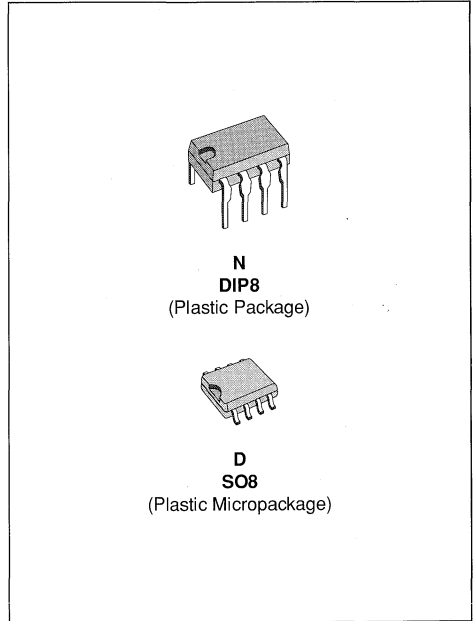 N
DIP8
(Plastic Package)
D
SO8
(Plastic Micropackage)